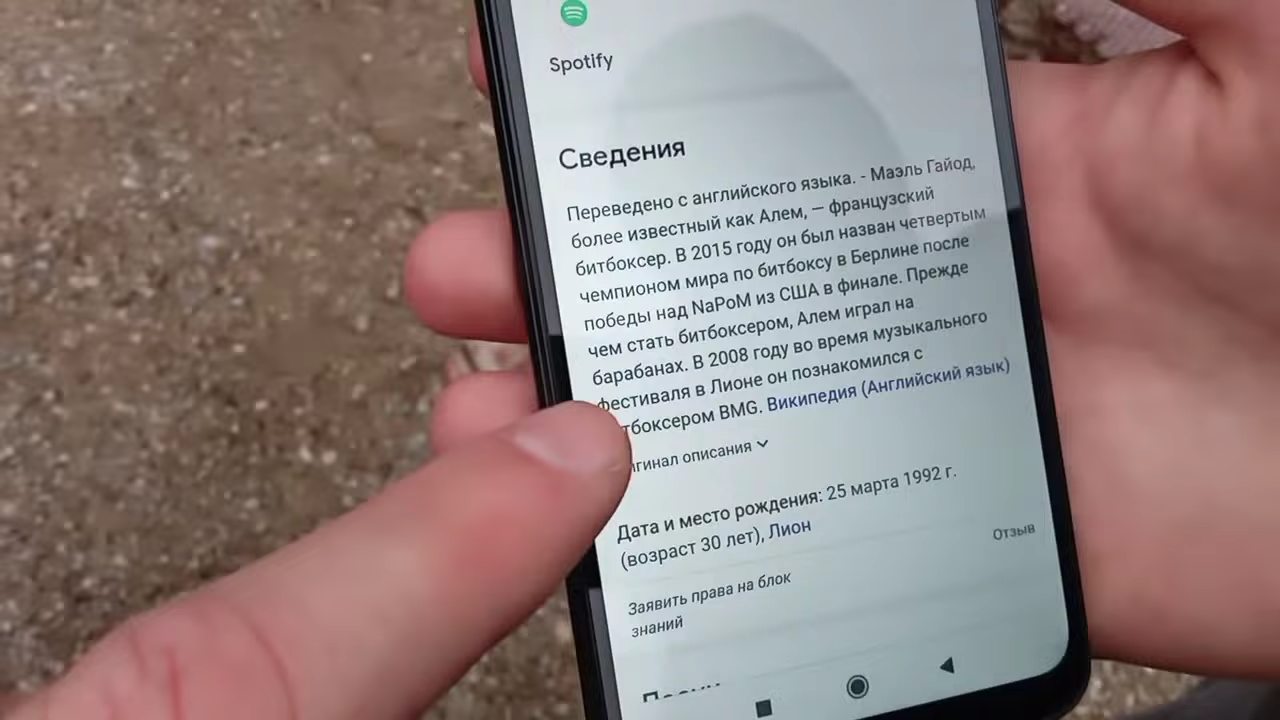 Spotify
Сведения
Переведено с английского языка. - Маэль Гайод,
более известный как Алем, — французский
битбоксер. В 2015 году он был назван четвертым
чемпионом мира по битбоксу в Берлине после
победы над NaPoM из США в финале. Прежде
чем стать битбоксером, Алем играл на
барабанах. В 2008 году во время музыкального
фестиваля в Лионе он познакомился с
тбоксером BMG. Википедия (Английский язык)
игинал описания
Дата и место рождения: 25 марта 1992 г.
(возраст 30 лет), Лион
Отзыв
Заявить права на блок
знаний